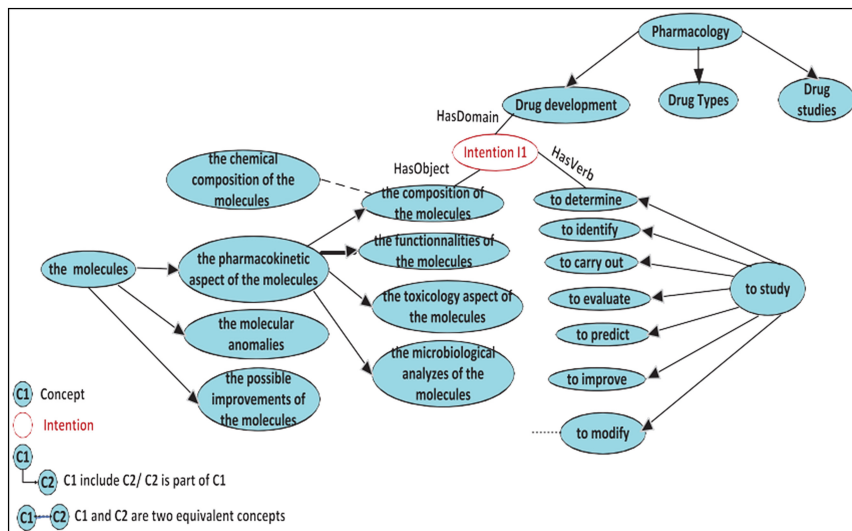 Pharmacology
Drug development
Drug Types
Drug
studies
HasDomain
Intention I1
HasVerb
HasObject
the chemical
composition of the
molecules
the composition of
the molecules
to determine
to identify
the functionnalities of
the molecules
the molecules
the pharmacokinetic
aspect of the molecules
to carry out
to study
the toxicology aspect of
the molecules
to evaluate
the molecular
anomalies
to predict
the microbiological
analyzes of the
molecules
the possible
improvements of
the molecules
to improve
to modify
C1 Concept
Intention
C1
C2 C1 include C2/ C2 is part of C1
C1 C2 C1 and C2 are two equivalent concepts